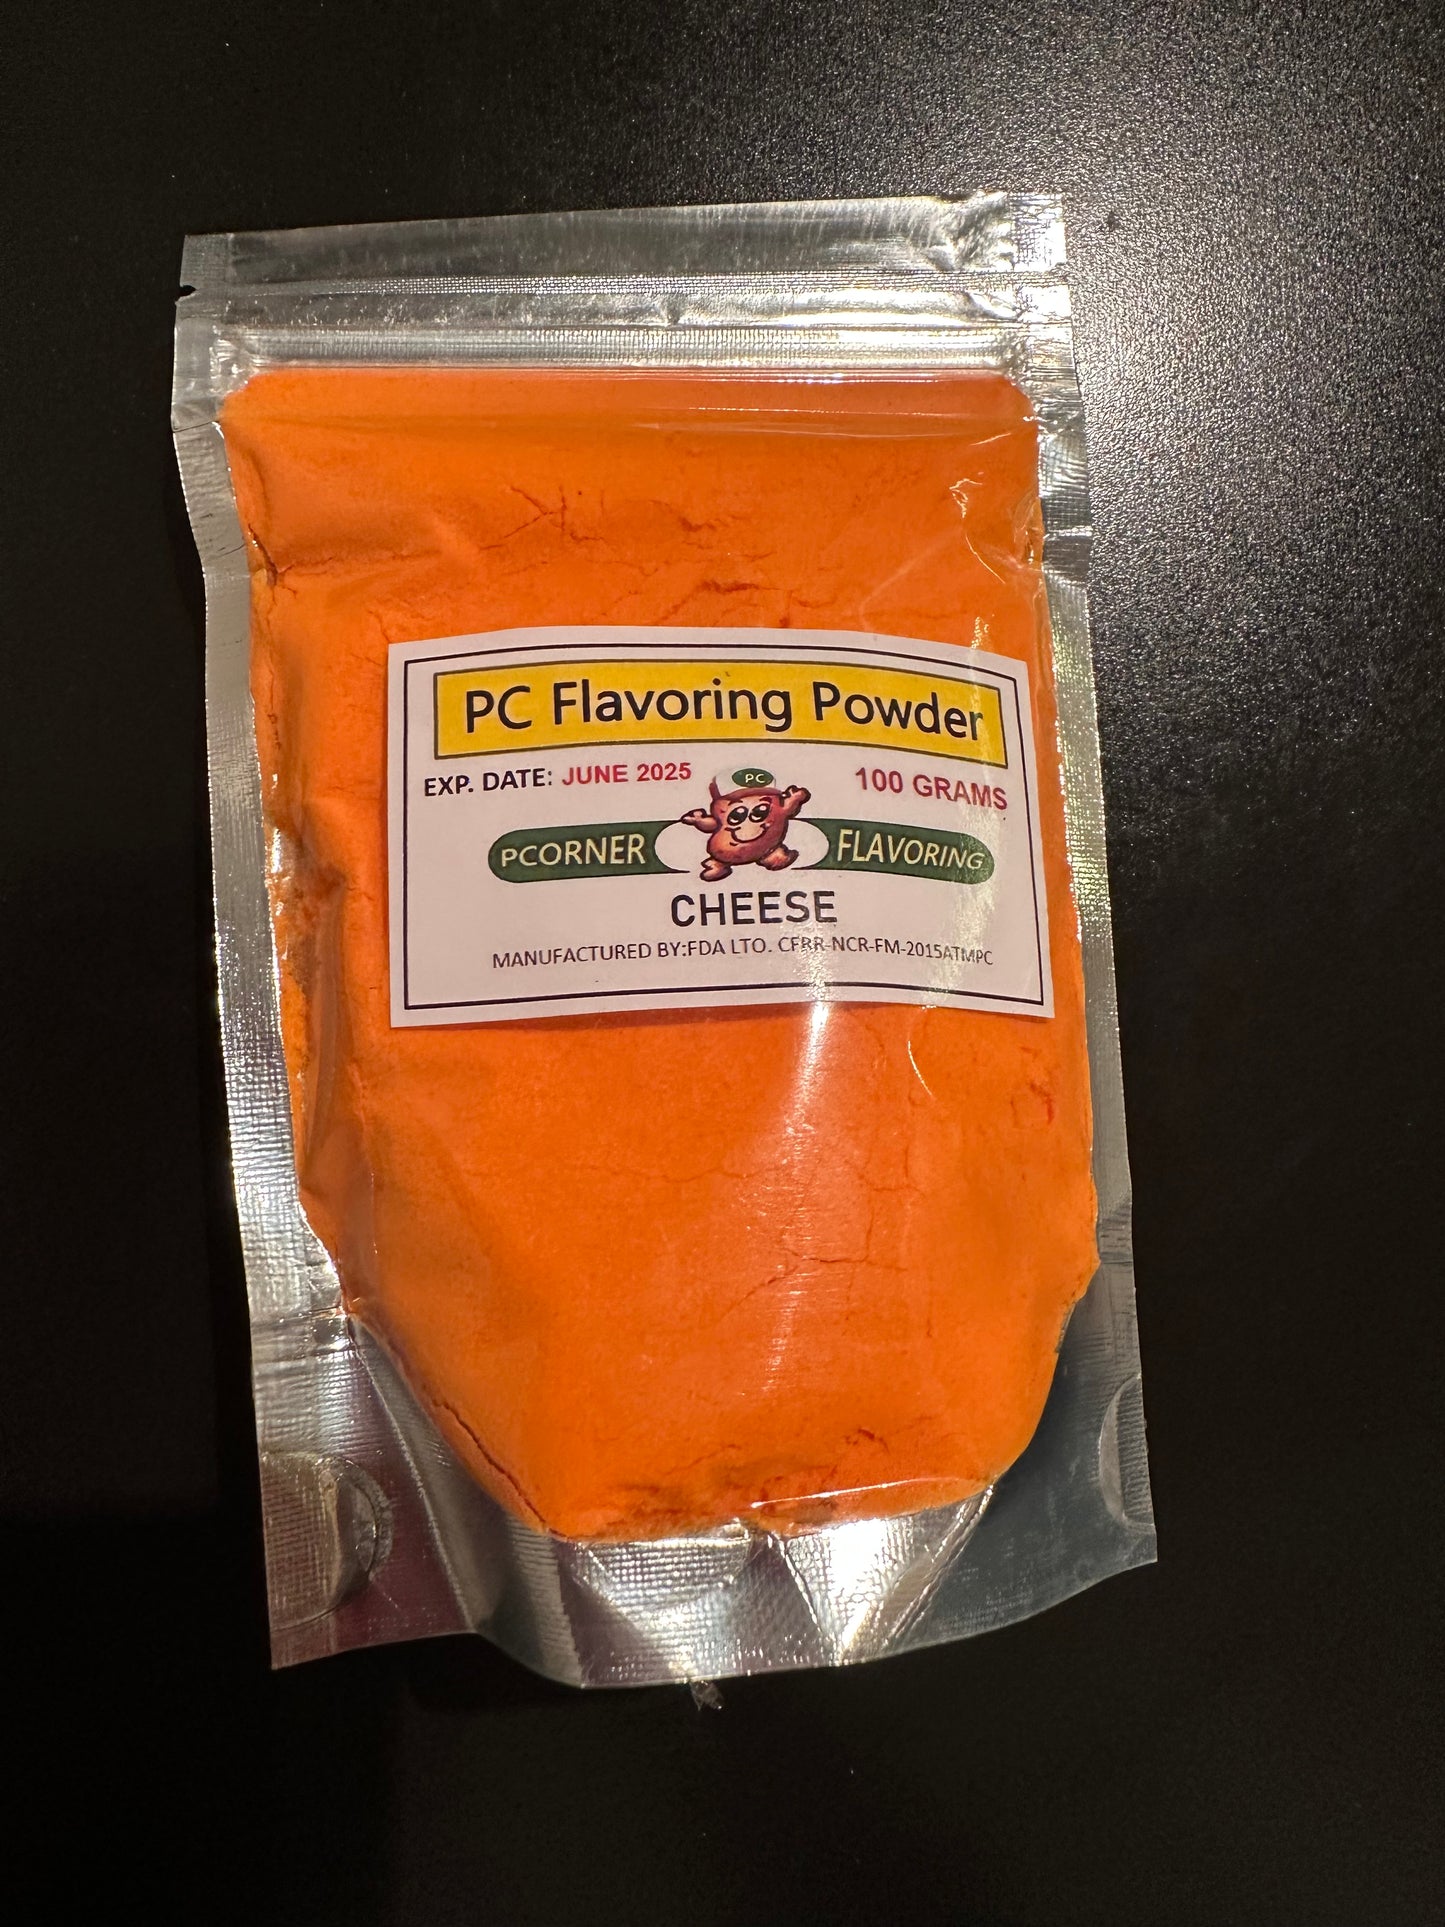 PC Flavoring Powder
EXP. DATE: JUNE 2025 100 GRAMS
PC
PCORNER FLAVORING
CHEESE
MANUFACTURED BY:FDA LTO. CFRR-NCR-FM-2015ATMPC